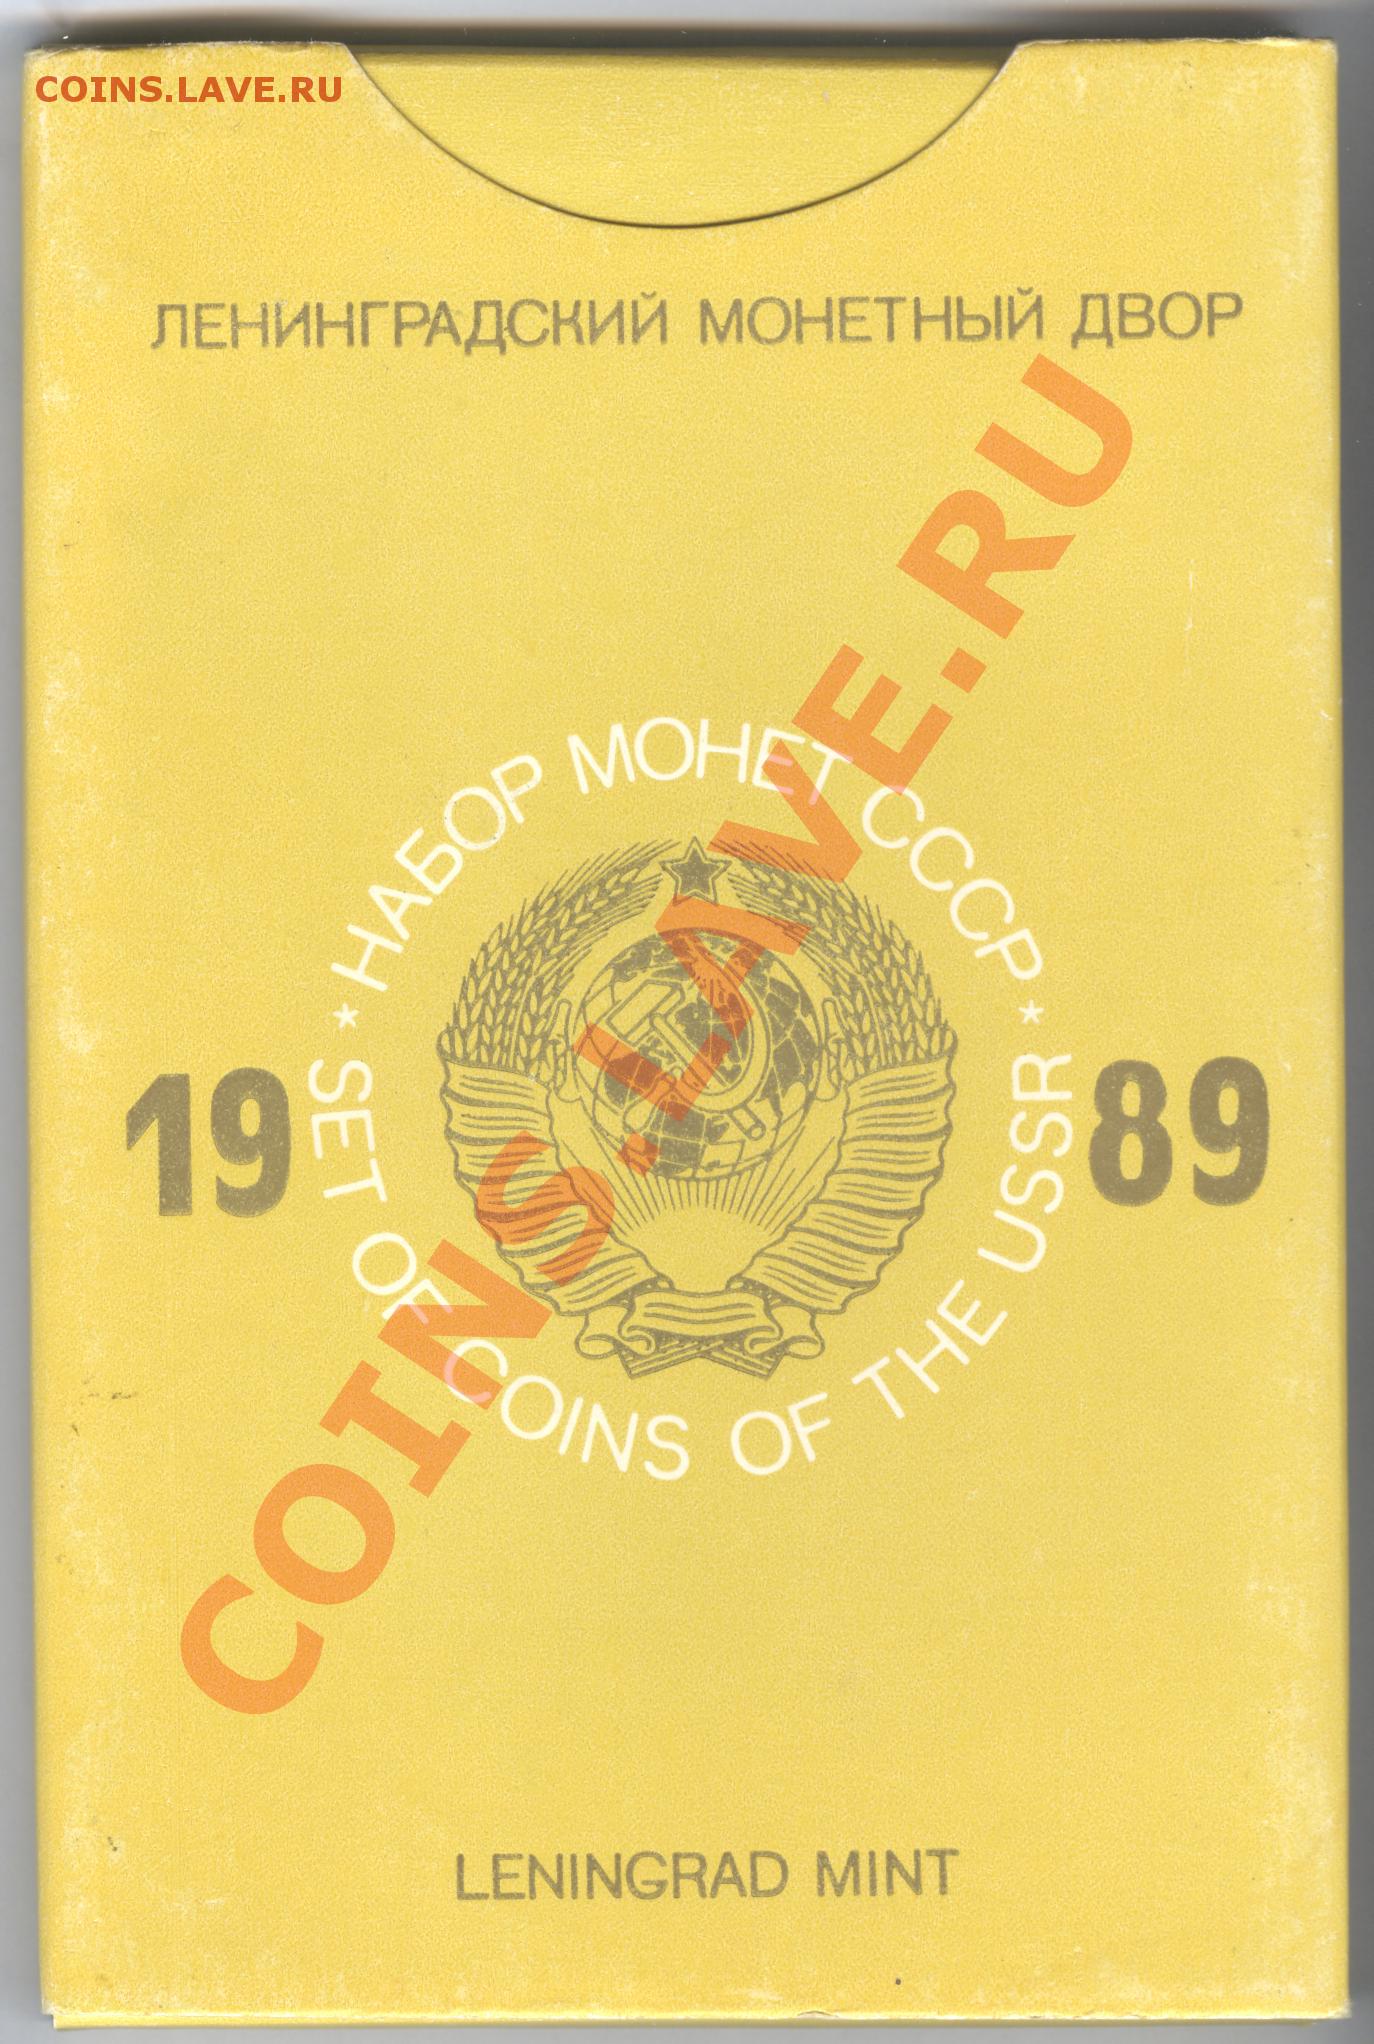 COINS.LAVE.RU
ЛЕНИНГРАДСКИЙ МОНЕТНЫЙ ДВОР
* НАБОР МОНЕТ СССР *
19 89
SET OF COINS OF THE USSR
COINS.LAVE.RU
LENINGRAD MINT